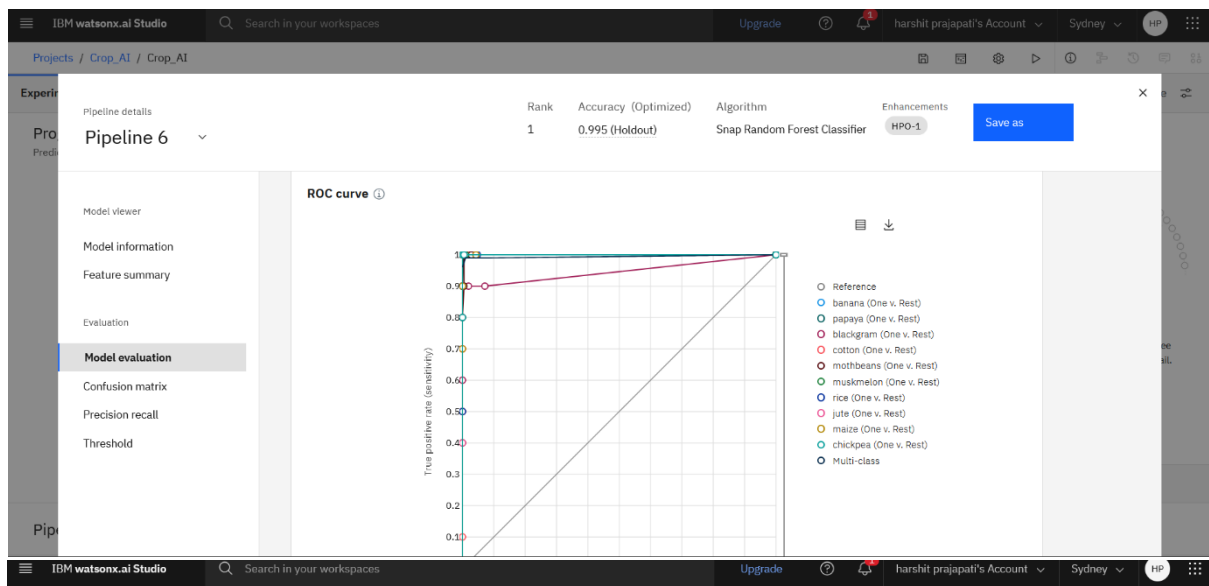 IBM watsonx.ai Studio
Search in your workspaces
Upgrade
1
harshit prajapati's Account
Sydney
HP
Projects / Crop_AI / Crop_AI
Pipeline details
Pipeline 6
Rank
1
Accuracy (Optimized)
0.995 (Holdout)
Algorithm
Snap Random Forest Classifier
Enhancements
HPO-1
Save as
Model viewer
Model information
Feature summary
Evaluation
Model evaluation
Confusion matrix
Precision recall
Threshold
ROC curve
True positive rate (sensitivity)
1
0.9
0.8
0.7
0.6
0.5
0.4
0.3
0.2
0.1
Reference
banana (One v. Rest)
papaya (One v. Rest)
blackgram (One v. Rest)
cotton (One v. Rest)
mothbeans (One v. Rest)
muskmelon (One v. Rest)
rice (One v. Rest)
jute (One v. Rest)
maize (One v. Rest)
chickpea (One v. Rest)
Multi-class
IBM watsonx.ai Studio
Search in your workspaces
Upgrade
harshit prajapati's Account
Sydney
HP